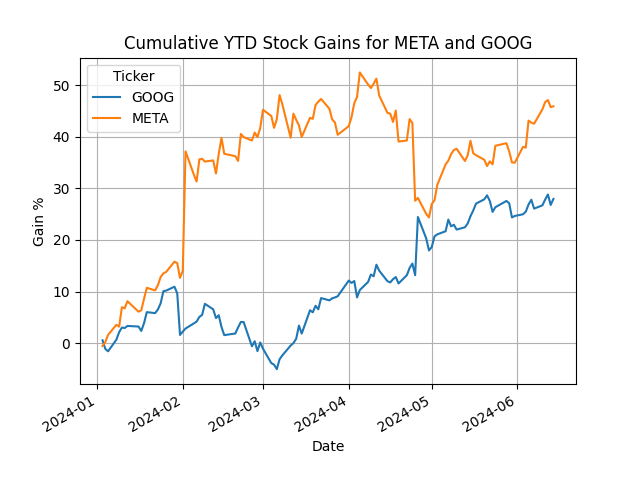 Cumulative YTD Stock Gains for META and GOOG
Ticker
GOOG
META
Gain %
50
40
30
20
10
0
2024-01
2024-02
2024-03
2024-04
2024-05
2024-06
Date